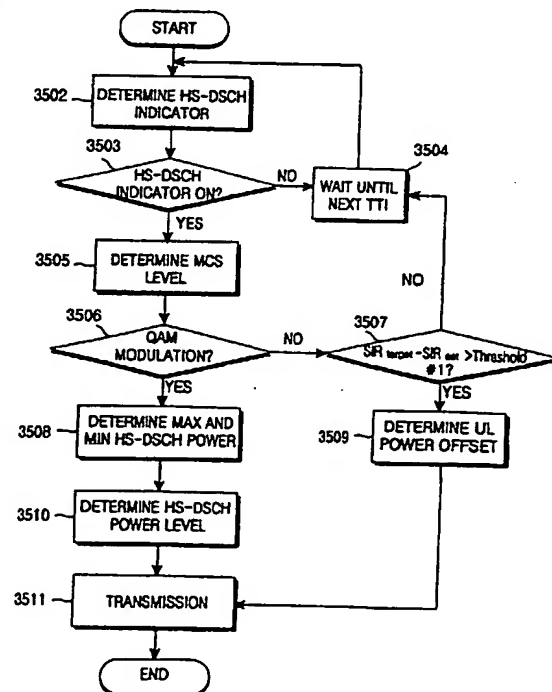 START
3502
DETERMINE HS-DSCH
INDICATOR
3503
HS-DSCH
INDICATOR ON?
NO
3504
WAIT UNTIL
NEXT TTI
YES
3505
DETERMINE MCS
LEVEL
NO
3506
QAM
MODULATION?
NO
3507
SIR target-SIR est >Threshold
#1?
YES
YES
3508
DETERMINE MAX AND
MIN HS-DSCH POWER
3509
DETERMINE U/L
POWER OFFSET
3510
DETERMINE HS-DSCH
POWER LEVEL
3511
TRANSMISSION
END